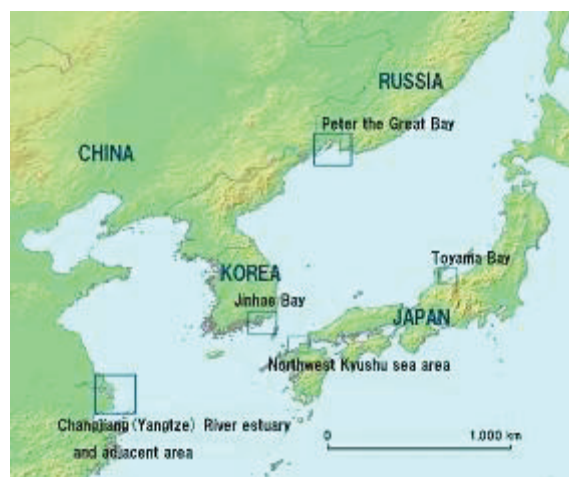 RUSSIA
Peter the Great Bay
CHINA
Toyama Bay
KOREA
Jinhae Bay
JAPAN
Northwest Kyushu sea area
Changjiang (Yangtze) River estuary
and adjacent area
0 1,000 km